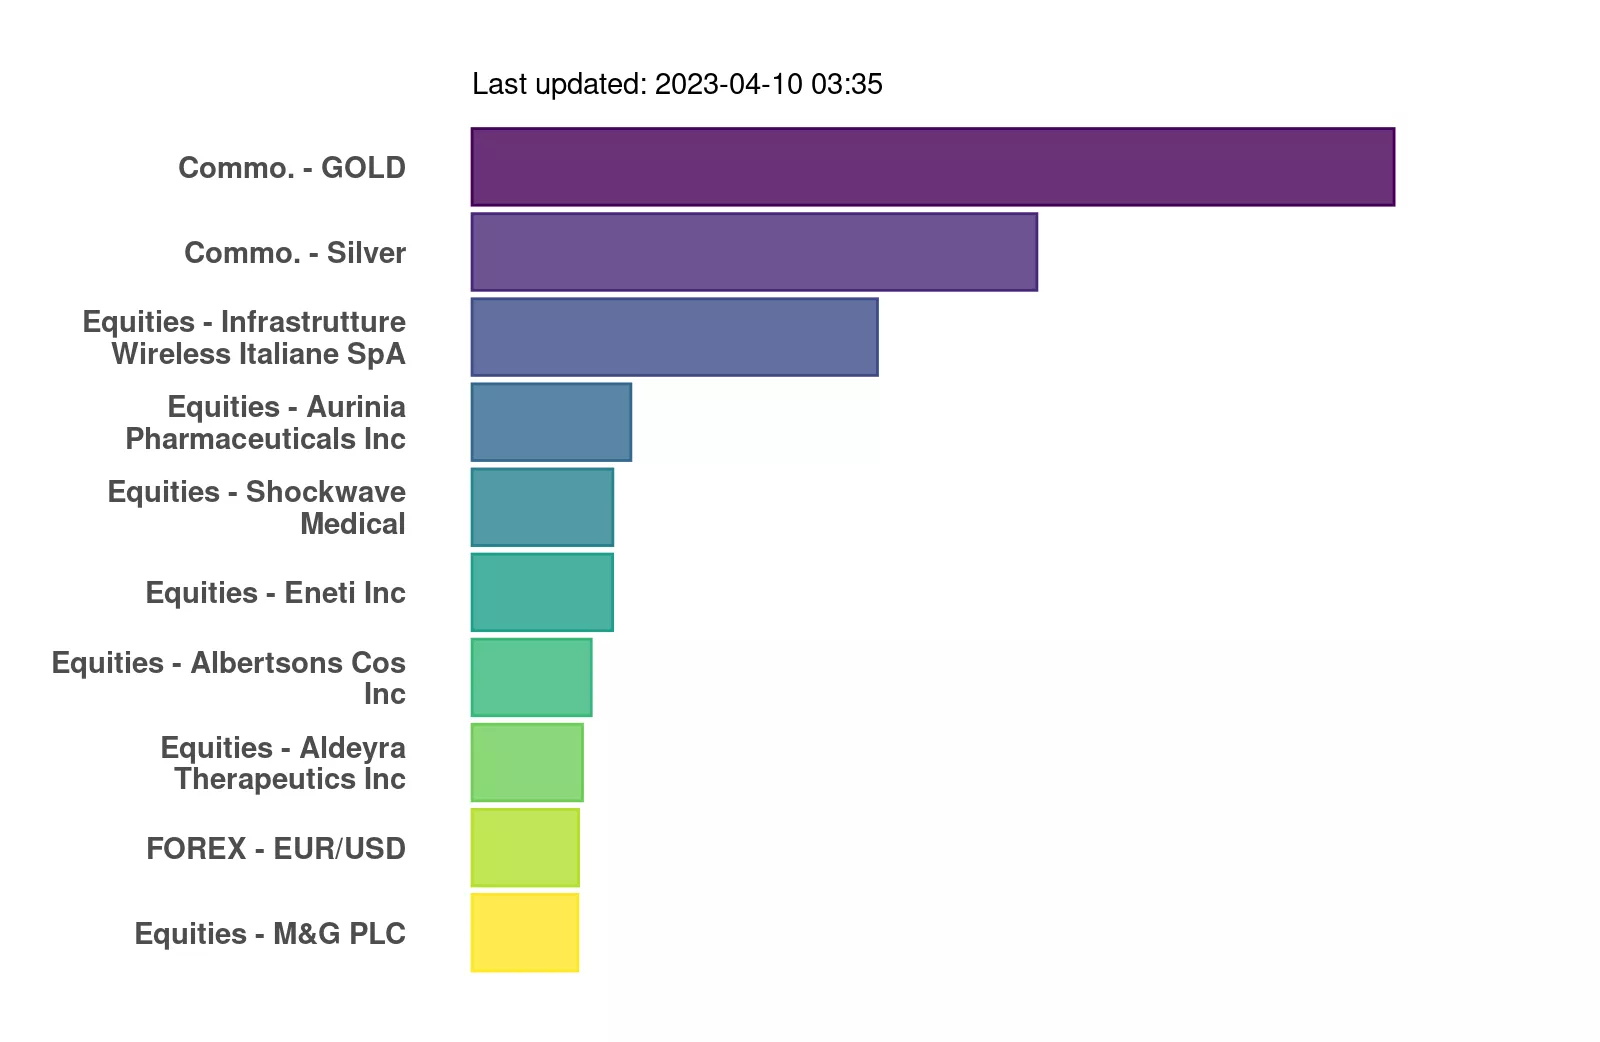 Last updated: 2023-04-10 03:35
Commo. - GOLD
Commo. - Silver
Equities - Infrastrutture
Wireless Italiane SpA
Equities - Aurinia
Pharmaceuticals Inc
Equities - Shockwave
Medical
Equities - Eneti Inc
Equities - Albertsons Cos
Inc
Equities - Aldeyra
Therapeutics Inc
FOREX - EUR/USD
Equities - M&G PLC